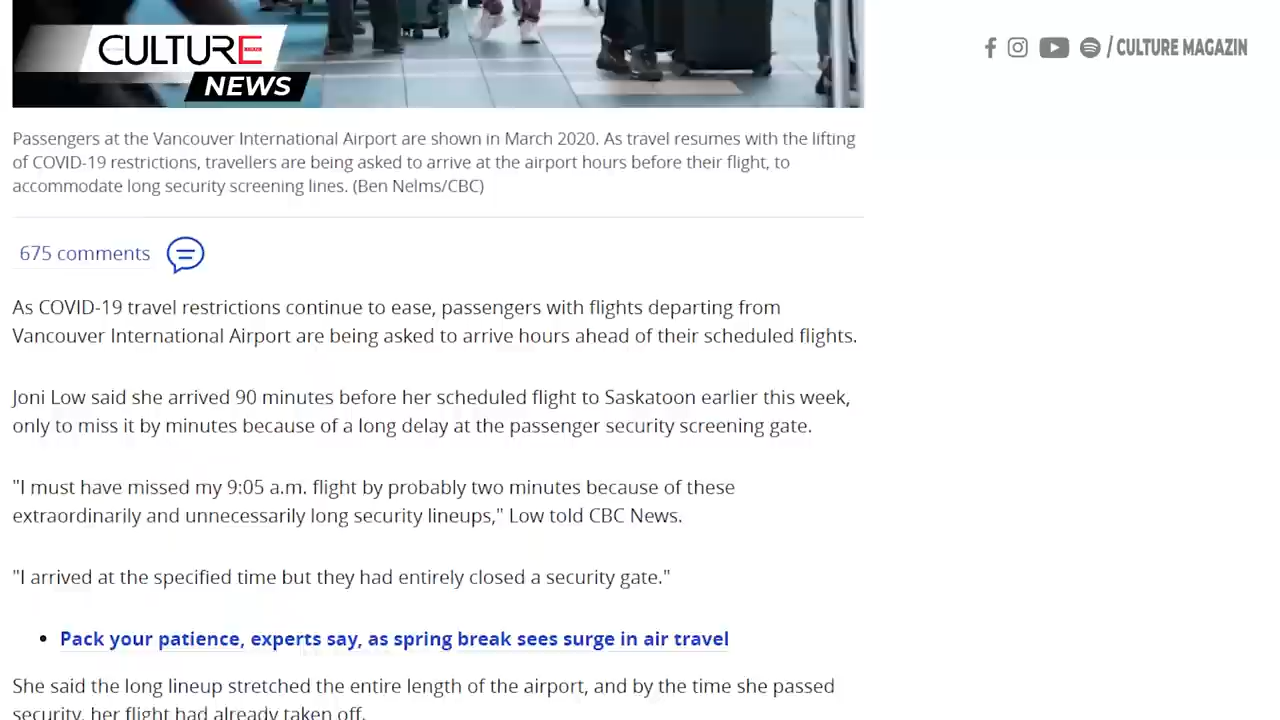 CULTURE
NEWS
/ CULTURE MAGAZIN
Passengers at the Vancouver International Airport are shown in March 2020. As travel resumes with the lifting
of COVID-19 restrictions, travellers are being asked to arrive at the airport hours before their flight, to
accommodate long security screening lines. (Ben Nelms/CBC)
675 comments
As COVID-19 travel restrictions continue to ease, passengers with flights departing from
Vancouver International Airport are being asked to arrive hours ahead of their scheduled flights.
Joni Low said she arrived 90 minutes before her scheduled flight to Saskatoon earlier this week,
only to miss it by minutes because of a long delay at the passenger security screening gate.
"I must have missed my 9:05 a.m. flight by probably two minutes because of these
extraordinarily and unnecessarily long security lineups," Low told CBC News.
"I arrived at the specified time but they had entirely closed a security gate."
• Pack your patience, experts say, as spring break sees surge in air travel
She said the long lineup stretched the entire length of the airport, and by the time she passed
security, her flight had already taken off.